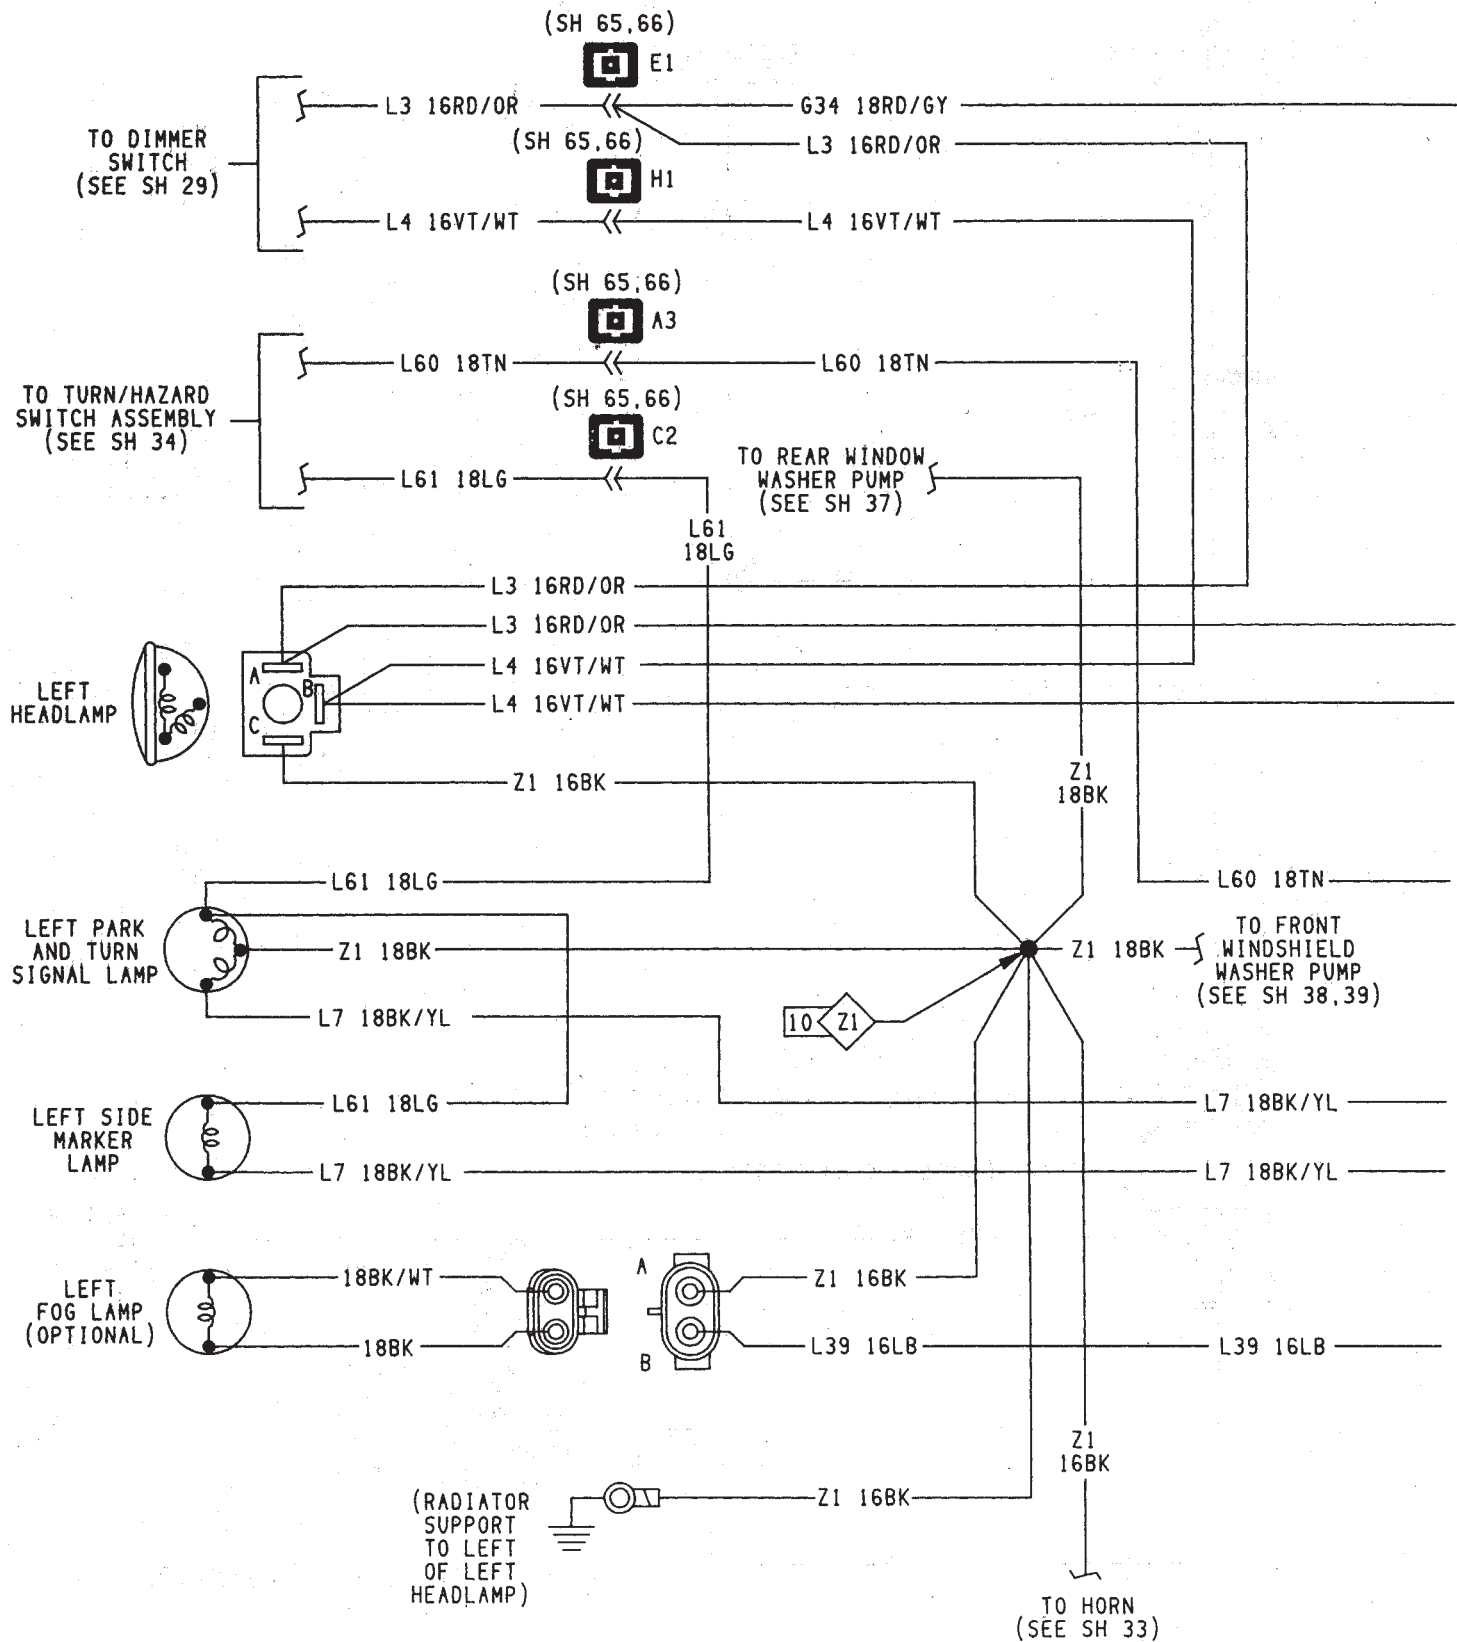 (SH 65,66)
E1
L3 16RD/OR
G34 18RD/GY
(SH 65,66)
L3 16RD/OR
TO DIMMER
SWITCH
(SEE SH 29)
H1
L4 16VT/WT
L4 16VT/WT
(SH 65,66)
A3
L60 18TN
L60 18TN
TO TURN/HAZARD
SWITCH ASSEMBLY
(SEE SH 34)
(SH 65,66)
C2
L61 18LG
TO REAR WINDOW
WASHER PUMP
(SEE SH 37)
L61
18LG
L3 16RD/OR
L3 16RD/OR
L4 16VT/WT
L4 16VT/WT
LEFT
HEADLAMP
A
B
C
Z1 16BK
Z1
18BK
L61 18LG
L60 18TN
LEFT PARK
AND TURN
SIGNAL LAMP
Z1 18BK
Z1 18BK
TO FRONT
WINDSHIELD
WASHER PUMP
(SEE SH 38,39)
L7 18BK/YL
10
Z1
LEFT SIDE
MARKER
LAMP
L61 18LG
L7 18BK/YL
L7 18BK/YL
L7 18BK/YL
LEFT
FOG LAMP
(OPTIONAL)
18BK/WT
A
Z1 16BK
18BK
B
L39 16LB
L39 16LB
Z1
16BK
(RADIATOR
SUPPORT
TO LEFT
OF LEFT
HEADLAMP)
Z1 16BK
TO HORN
(SEE SH 33)